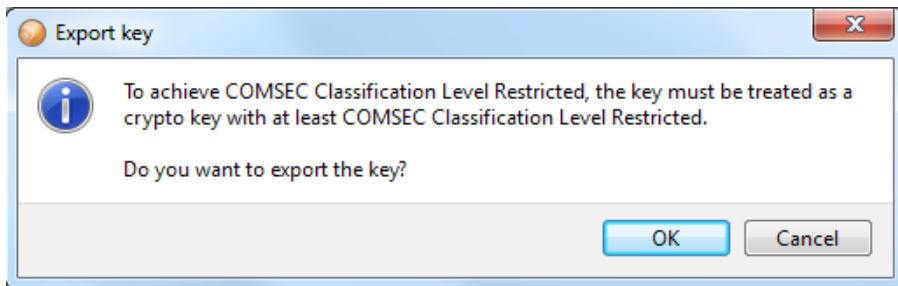 Export key
To achieve COMSEC Classification Level Restricted, the key must be treated as a
crypto key with at least COMSEC Classification Level Restricted.
Do you want to export the key?
OK
Cancel